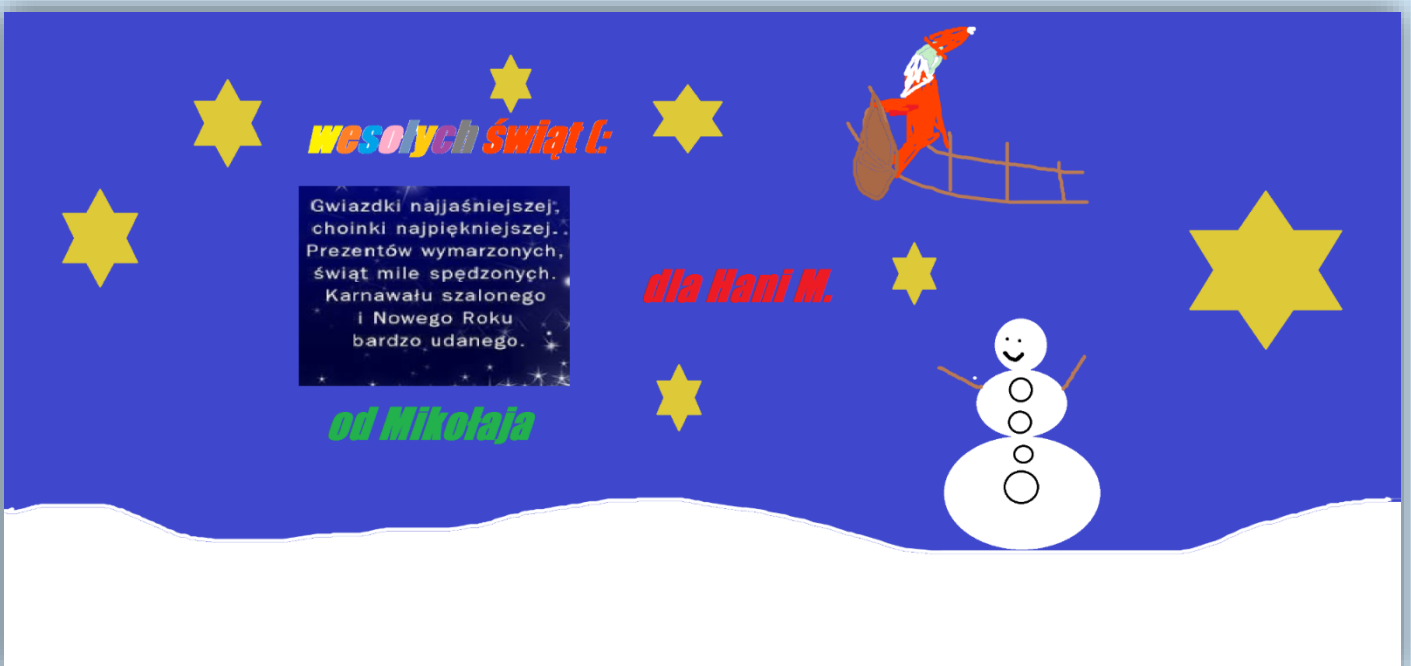 wesołych świąt (:
Gwiazdki najjaśniejszej,
choinki najpiękniejszej.
Prezentów wymarzonych,
świąt mile spędzonych.
Karnawału szalonego
i Nowego Roku
bardzo udanego.
dla Hani M.
od Mikołaja